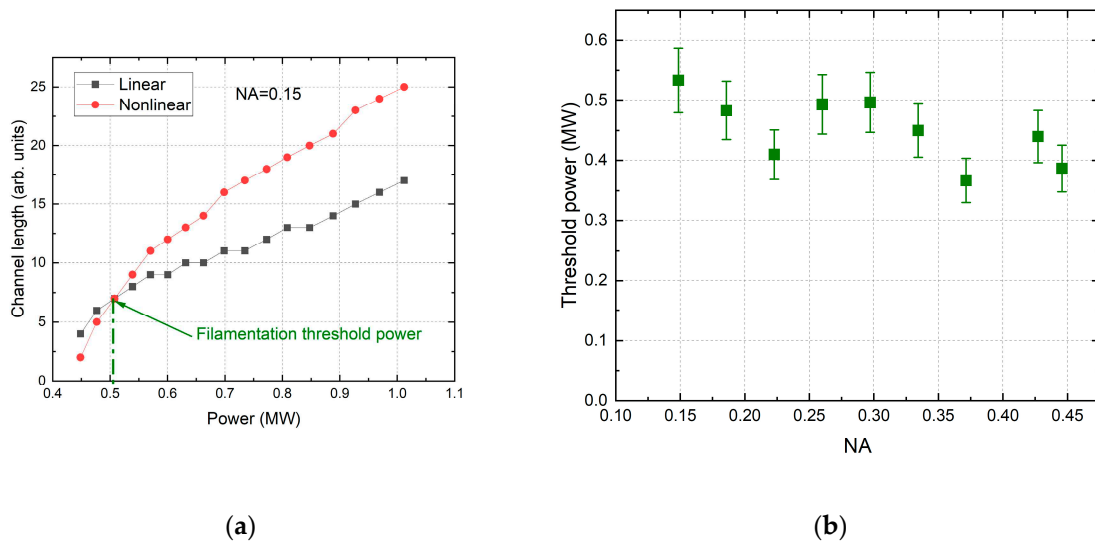 Channel length (arb. units)
25
20
15
10
5
0
Linear
Nonlinear
NA=0.15
Filamentation threshold power
0.4 0.5 0.6 0.7 0.8 0.9 1.0 1.1
Power (MW)
(a)
Threshold power (MW)
0.6
0.5
0.4
0.3
0.2
0.1
0.0
0.10 0.15 0.20 0.25 0.30 0.35 0.40 0.45
NA
(b)